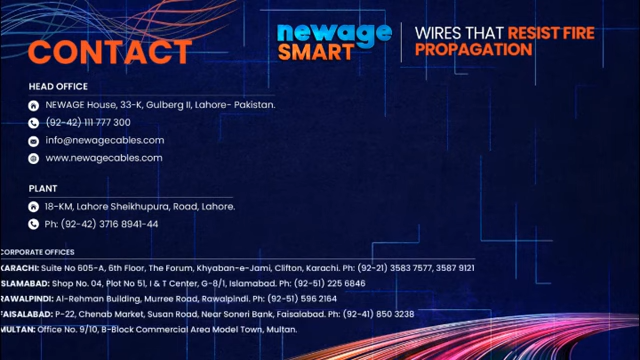 CONTACT
newage
SMART
WIRES THAT RESIST FIRE
PROPAGATION
HEAD OFFICE
NEWAGE House, 33-K, Gulberg II, Lahore- Pakistan.
(92-42) 111 777 300
info@newagecables.com
www.newagecables.com
PLANT
18-KM, Lahore Sheikhupura, Road, Lahore.
Ph: (92-42) 3716 8941-44
CORPORATE OFFICES
KARACHI: Suite No 605-A, 6th Floor, The Forum, Khyaban-e-Jami, Clifton, Karachi. Ph: (92-21) 3583 7577, 3587 9121
ISLAMABAD: Shop No. 04, Plot No 51, I & T Center, G-8/1, Islamabad. Ph: (92-51) 225 6846
RAWALPINDI: Al-Rehman Building, Murree Road, Rawalpindi. Ph: (92-51) 596 2164
FAISALABAD: P-22, Chenab Market, Susan Road, Near Soneri Bank, Faisalabad. Ph: (92-41) 850 3238
MULTAN: Office No. 9/10, B-Block Commercial Area Model Town, Multan.